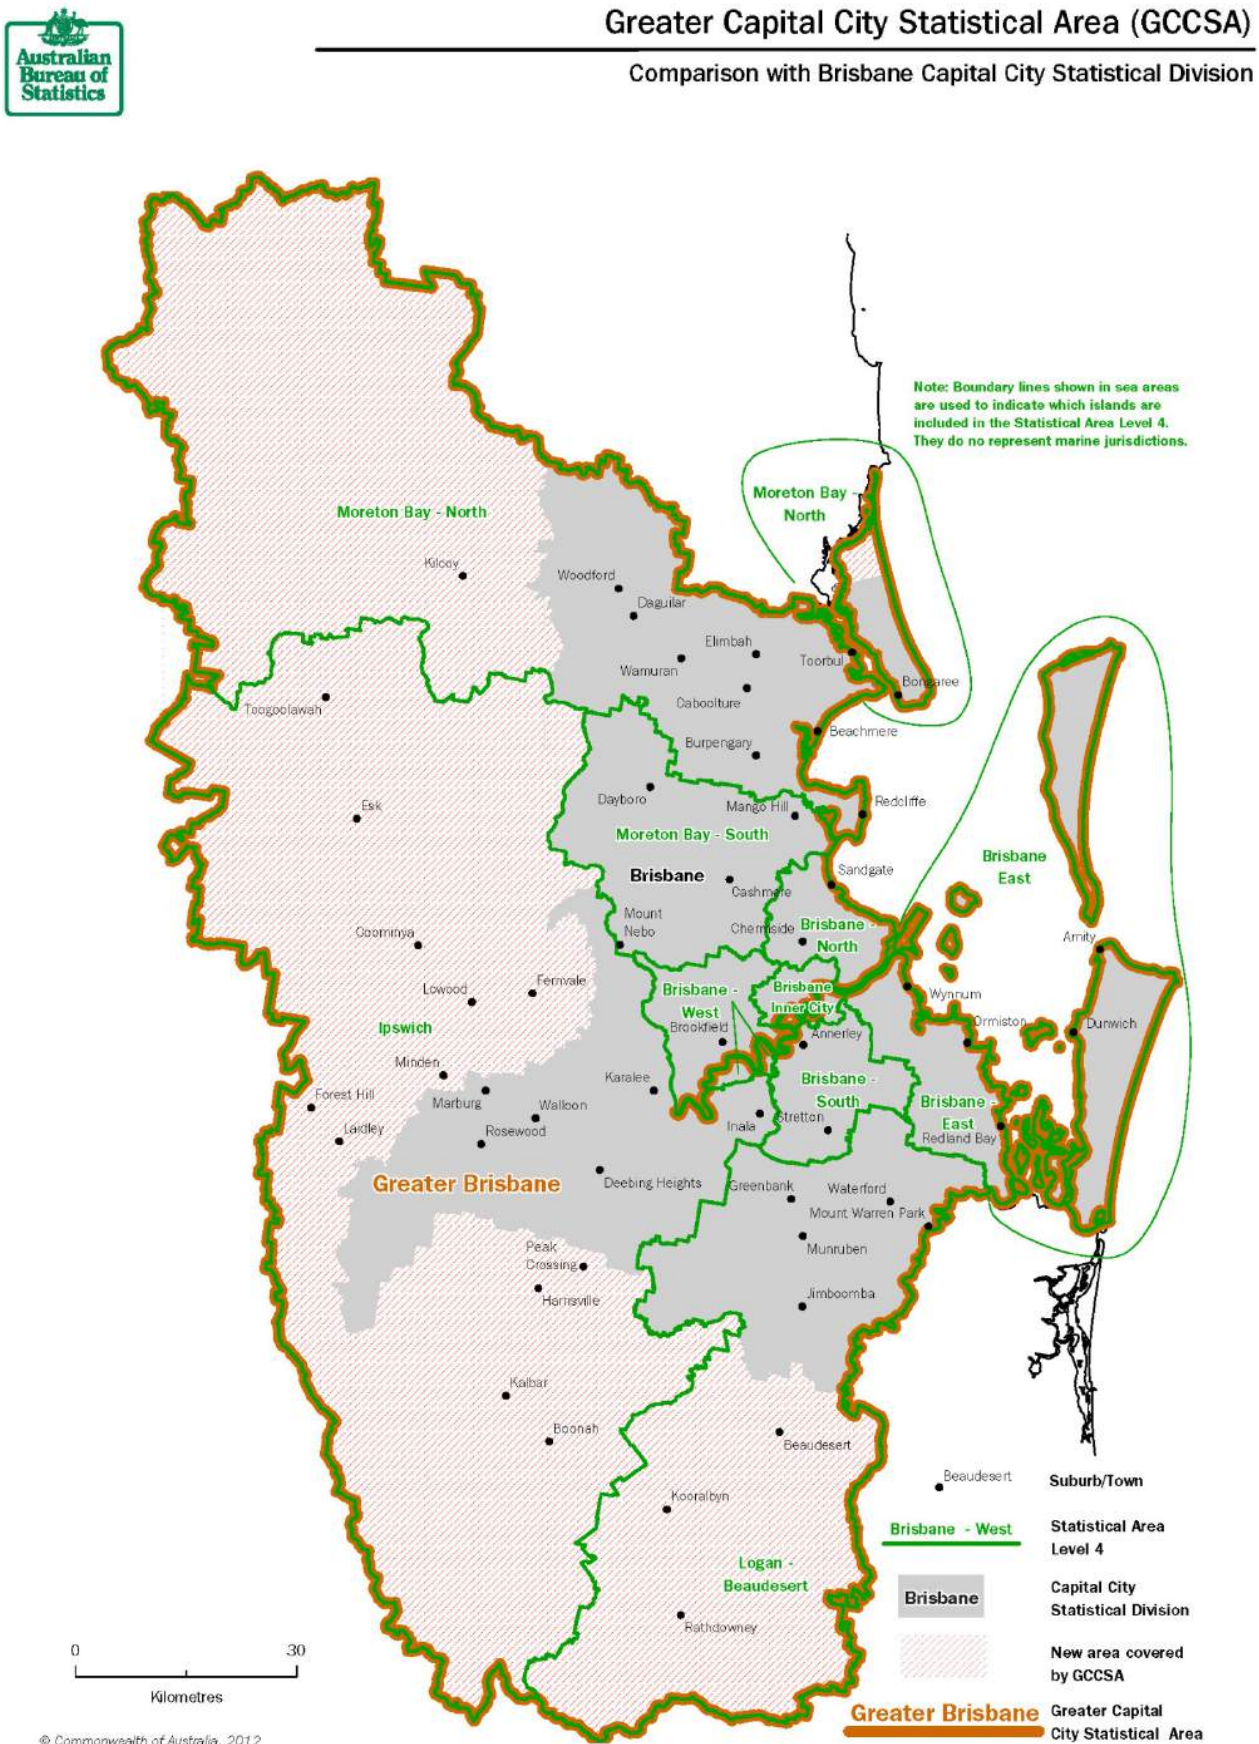 Australian
Bureau of
Statistics
Greater Capital City Statistical Area (GCCSA)
Comparison with Brisbane Capital City Statistical Division
Note: Boundary lines shown in sea areas
are used to indicate which islands are
included in the Statistical Area Level 4.
They do no represent marine jurisdictions.
Moreton Bay -
North
Moreton Bay - North
Kilcoy
Woodford
Daguilar
Elimbah
Wamuran
Toorbul
Bongaree
Caboolture
Toogoolawah
Beachmere
Burpengary
Dayboro
Mango Hill
Redcliffe
Esk
Moreton Bay - South
Brisbane
Brisbane
East
Sandgate
Cashmere
Mount
Nebo
Chermside
Brisbane -
North
Coominya
Amity
Fernvale
Lowood
Brisbane -
West
Brisbane
Inner City
Wynnum
Ipswich
Brookfield
Annerley
Ormiston
Dunwich
Minden
Karalee
Brisbane -
South
Forest Hill
Marburg
Walloon
Brisbane -
East
Laidley
Rosewood
Inala
Stretton
Redland Bay
Greater Brisbane
Deebing Heights
Greenbank
Waterford
Mount Warren Park
Munruben
Peak
Crossing
Harrisville
Jimboomba
Kalbar
Boonah
Beaudesert
Kooralbyn
Logan -
Beaudesert
Rathdowney
Beaudesert
Suburb/Town
Brisbane - West
Statistical Area
Level 4
Brisbane
Capital City
Statistical Division
New area covered
by GCCSA
Greater Brisbane
Greater Capital
City Statistical Area
0 30
Kilometres
© Commonwealth of Australia, 2012